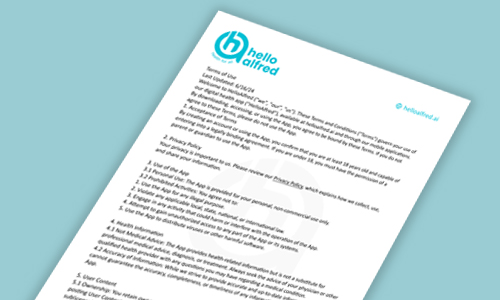 hello
alfred
@ helloalfred.ai
Terms of Use
Last Updated: 6/26/24
Welcome to HelloAlfred ("we", "our", "us"). These Terms and Conditions ("Terms") govern your use of
our digital health app ("HelloAlfred"), available at helloalfred.ai and through our mobile applications.
By downloading, accessing, or using the App, you agree to be bound by these terms. If you do not
agree to these Terms, please do not use the App.
1. Acceptance of Terms
By creating an account or using the App, you confirm that you are at least 18 years old and capable of
entering into a legally binding agreement. If you are under 18, you must have the permission of a
parent or guardian to use the App.
2. Privacy Policy
Your privacy is important to us. Please review our Privacy Policy, which explains how we collect, use,
3. Use of the App
3.1 Personal Use: The App is provided for your personal, non-commercial use only.
3.2 Prohibited Activities: You agree not to:
1. Use the App for any illegal purpose
2. Violate any applicable local, state, national, or international law.
3. Engage in any activity that could harm or interfere with the operation of the App.
4. Attempt to gain unauthorized access to any part of the App or its systems.
5. Use the App to distribute viruses or other harmful software.
4. Health Information
4.1 Not Medical Advice: The App provides health-related information but is not a substitute for
professional medical advice, diagnosis, or treatment. Always seek the advice of your physician or other
qualified health provider with any questions you may have regarding a medical condition.
4.2 Accuracy of Information: While we strive to provide accurate and up-to-date information, we
cannot guarantee the accuracy, completeness, or timeliness of any information
App.
5. User Content
5.1 Ownership: You retain
posting User Content